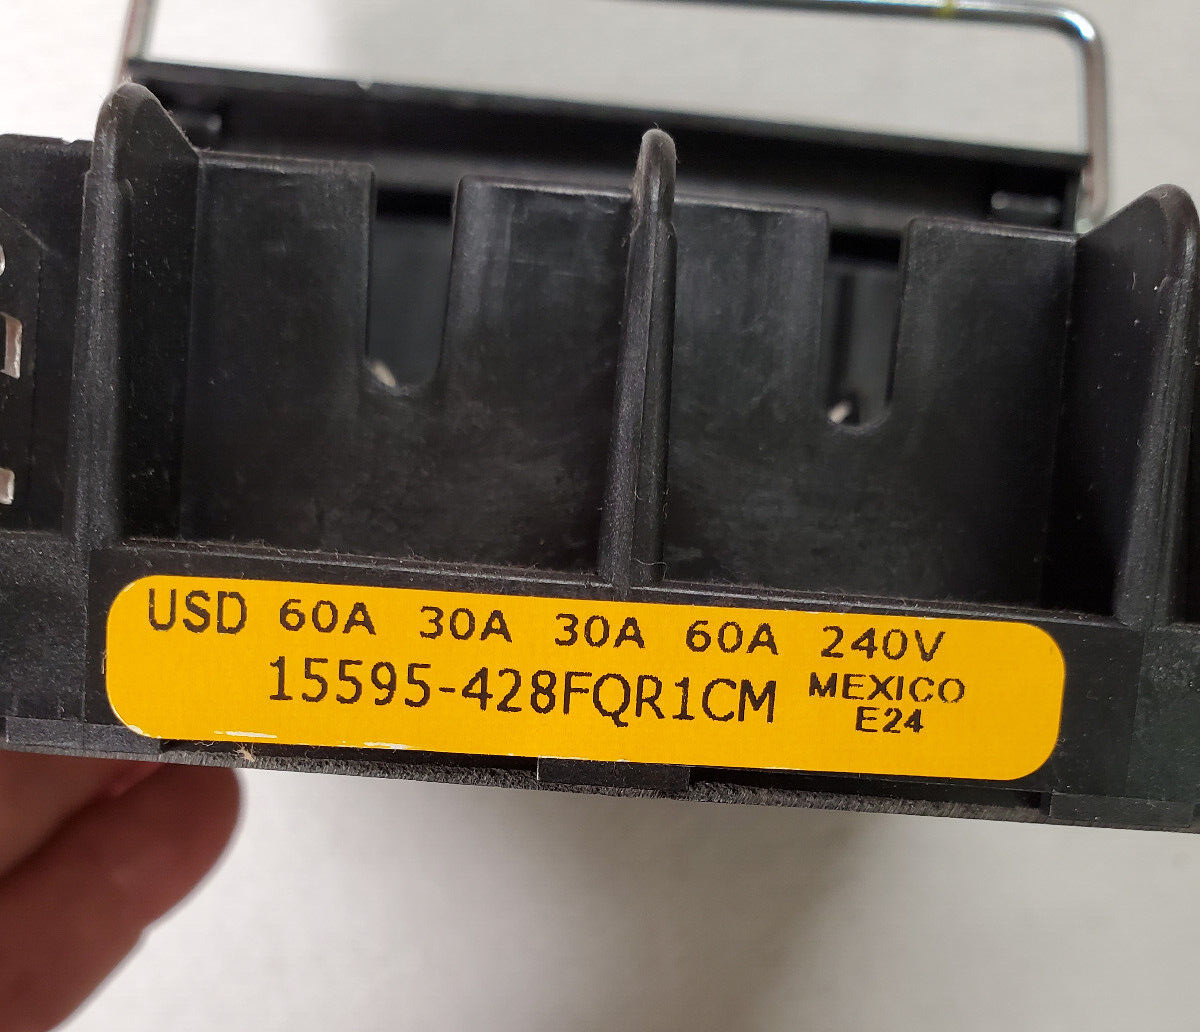 USD 60A 30A 30A 60A 240V
15595-428FQR1CM MEXICO
E24